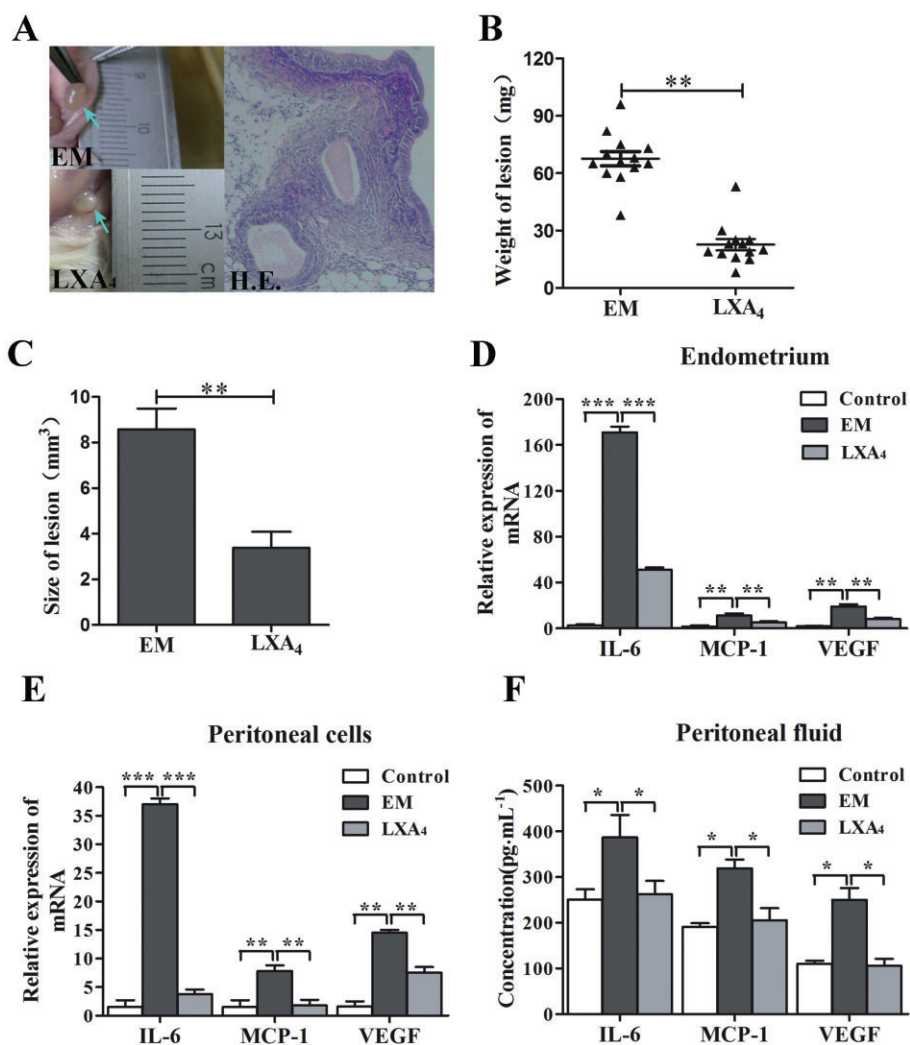 A
EM
9
10
LXA4
13
cm
H.E.
B
Weight of lesion (mg)
120
90
60
30
0
**
EM
LXA4
C
Size of lesion (mm3)
10
8
6
4
2
0
**
EM
LXA4
D
Endometrium
Relative expression of
mRNA
200
160
120
80
40
0
Control
EM
LXA4
*** ***
** **
** **
IL-6
MCP-1
VEGF
E
Peritoneal cells
Relative expression of
mRNA
40
35
30
25
20
15
10
5
0
Control
EM
LXA4
*** ***
** **
** **
IL-6
MCP-1
VEGF
F
Peritoneal fluid
Concentration(pg·mL-1)
500
400
300
200
100
0
Control
EM
LXA4
* *
* *
* *
IL-6
MCP-1
VEGF